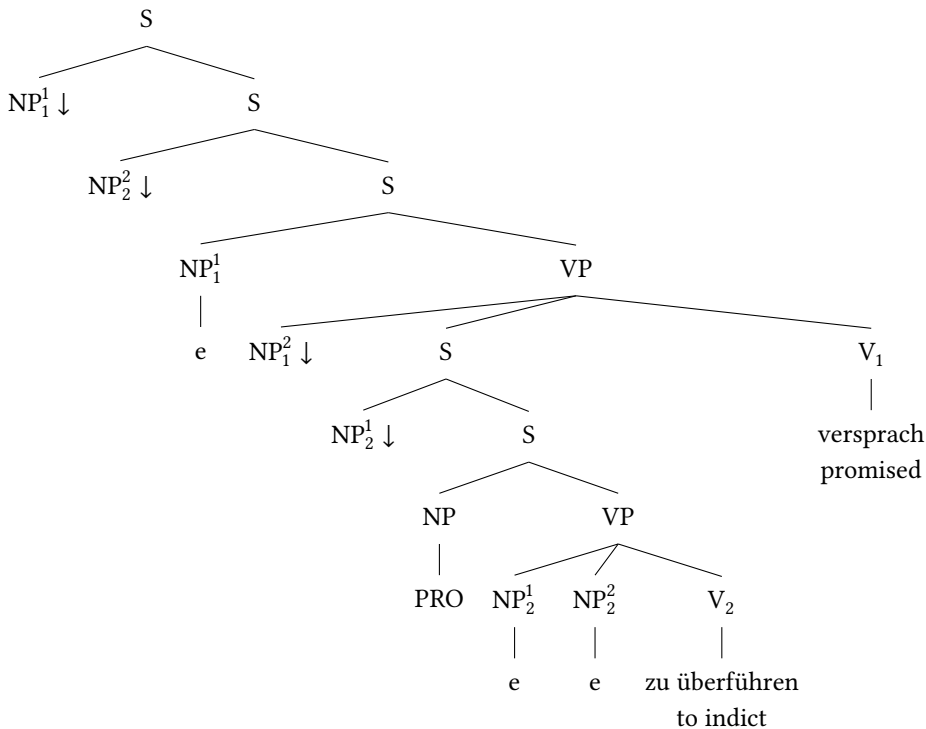 S
NP₁¹ ↓ S
NP₂² ↓ S
NP₁¹ VP
e NP₁² ↓ S V₁
NP₂¹ ↓ S versprach
promised
NP VP
PRO NP₂¹ NP₂² V₂
e e zu überführen
to indict